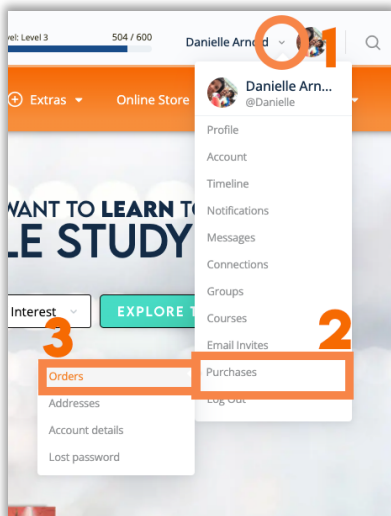 vel: Level 3
504 / 600
Danielle Arnold
1
Extras
Online Store
Danielle Arn...
@Danielle
Profile
Account
Timeline
Notifications
Messages
Connections
Groups
Courses
Email Invites
2
Purchases
Log Out
WANT TO LEARN T
LE STUDY
Interest
EXPLORE T
3
Orders
Addresses
Account details
Lost password